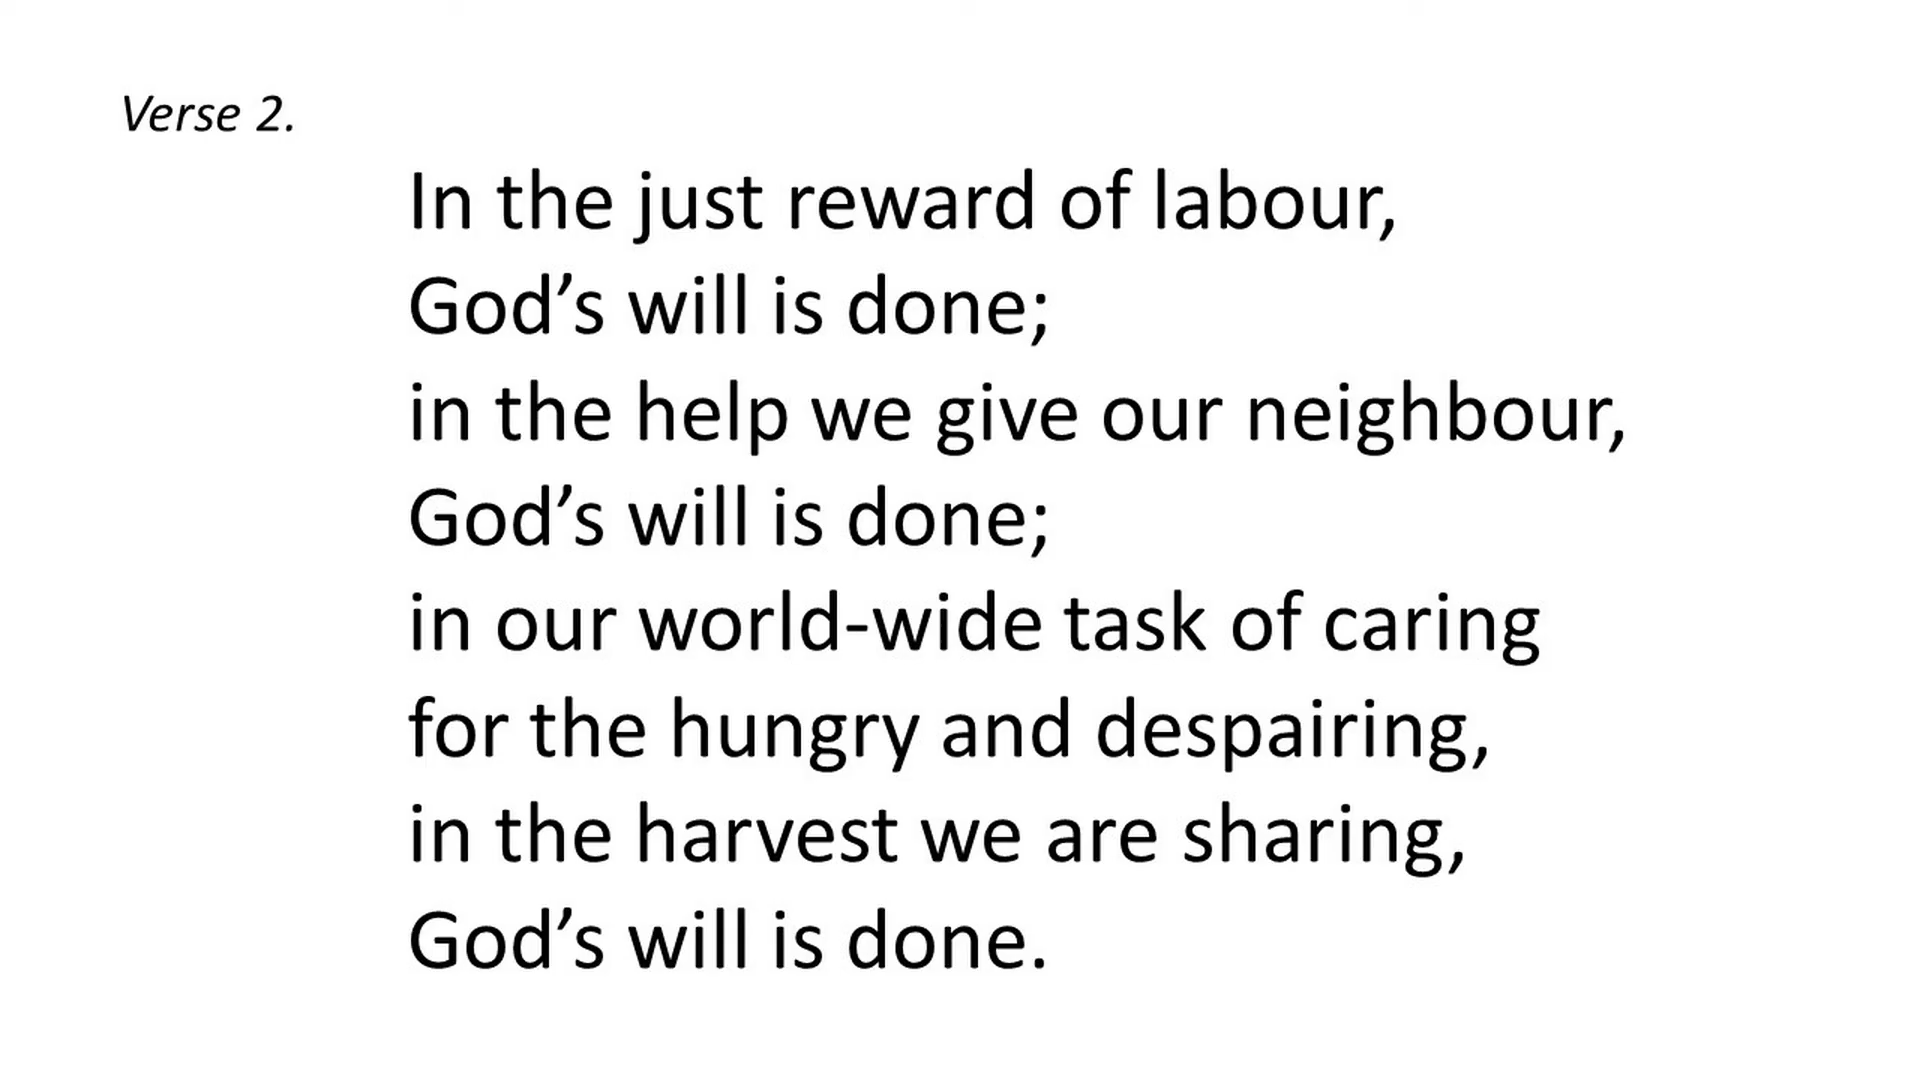 Verse 2.
In the just reward of labour,
God’s will is done;
in the help we give our neighbour,
God’s will is done;
in our world-wide task of caring
for the hungry and despairing,
in the harvest we are sharing,
God’s will is done.